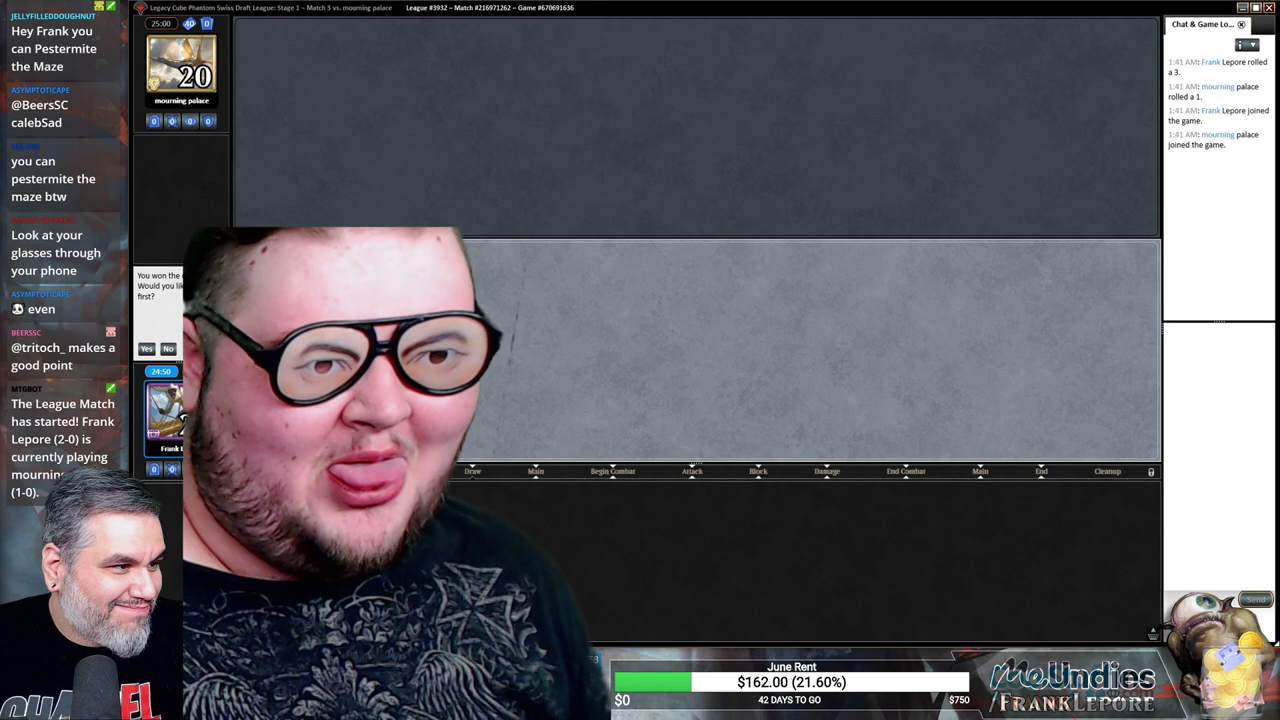 Legacy Cube Phantom Swiss Draft League: Stage 1 – Match 3 vs. mourning palace
League #3932 – Match #216971262 – Game #670691636
JELLYFILLEDDOUGHNUT
Hey Frank you
can Pestermite
the Maze
ASYMPTOTICAPE
@BeersSC
calebSad
you can
pestermite the
maze btw
Look at your
glasses through
your phone
ASYMPTOTICAPE
even
BEERSSC
@tritoch_ makes a
good point
MTGBOT
The League Match
has started! Frank
Lepore (2-0) is
currently playing
(1-0).
25:00
40
0
20
mourning palace
0 0 0 0
You won the
first?
Yes No
24:50
0 0
Draw
Main
Begin Combat
Attack
Block
Damage
End Combat
Main
End
Cleanup
Chat & Game Lo...
1:41 AM: Frank Lepore rolled
a 3.
1:41 AM: mourning palace
rolled a 1.
1:41 AM: Frank Lepore joined
the game.
1:41 AM: mourning palace
joined the game.
Send
June Rent
$162.00 (21.60%)
$0
42 DAYS TO GO
$750
MeUndies
/FRANKLEPORE